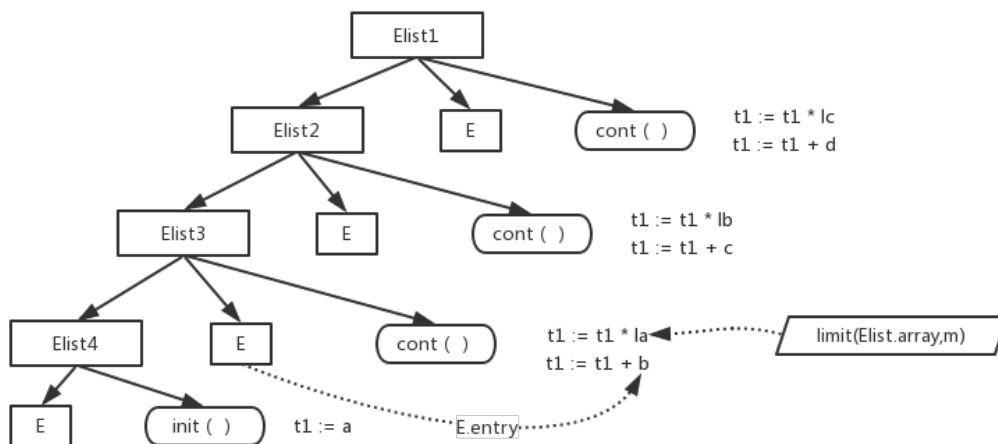 Elist1
Elist2
E
cont ( )
t1 := t1 * lc
t1 := t1 + d
Elist3
E
cont ( )
t1 := t1 * lb
t1 := t1 + c
Elist4
E
cont ( )
t1 := t1 * la
t1 := t1 + b
limit(Elist.array,m)
E
init ( )
t1 := a
E.entry